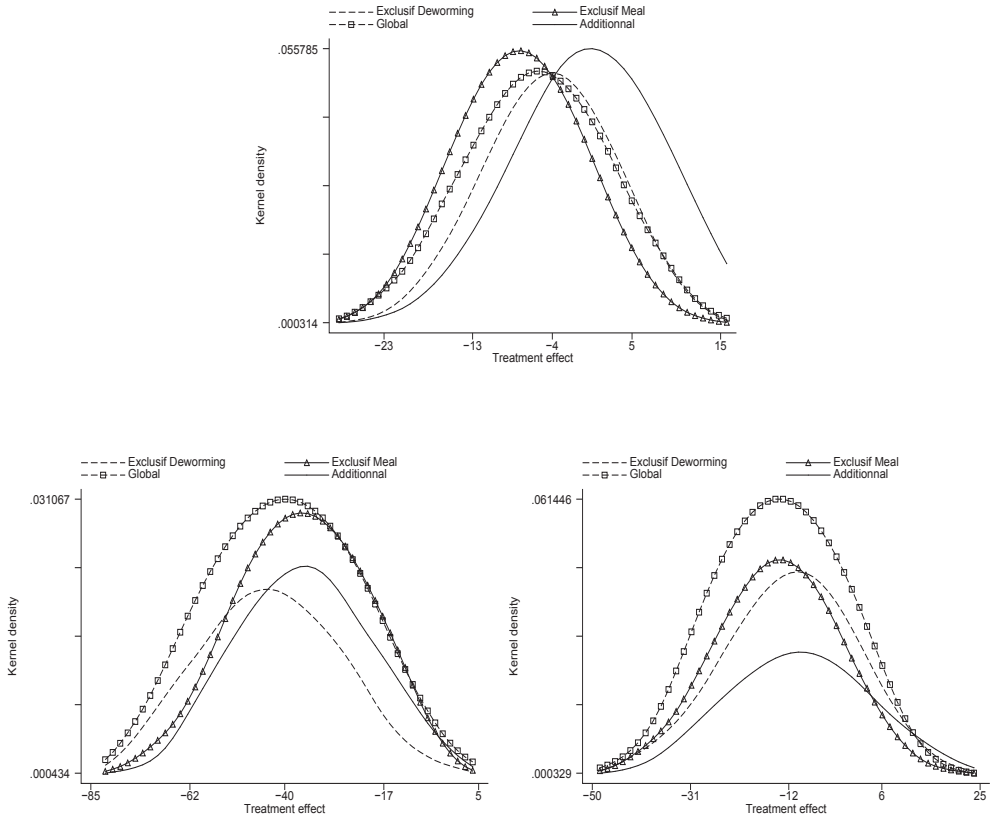 Exclusif Deworming Exclusif Meal
Global Additionnal
.055785
Kernel density
.000314
−23 −13 −4 5 15
Treatment effect
Exclusif Deworming Exclusif Meal
Global Additionnal
.031067
Kernel density
.000434
−85 −62 −40 −17 5
Treatment effect
Exclusif Deworming Exclusif Meal
Global Additionnal
.061446
Kernel density
.000329
−50 −31 −12 6 25
Treatment effect